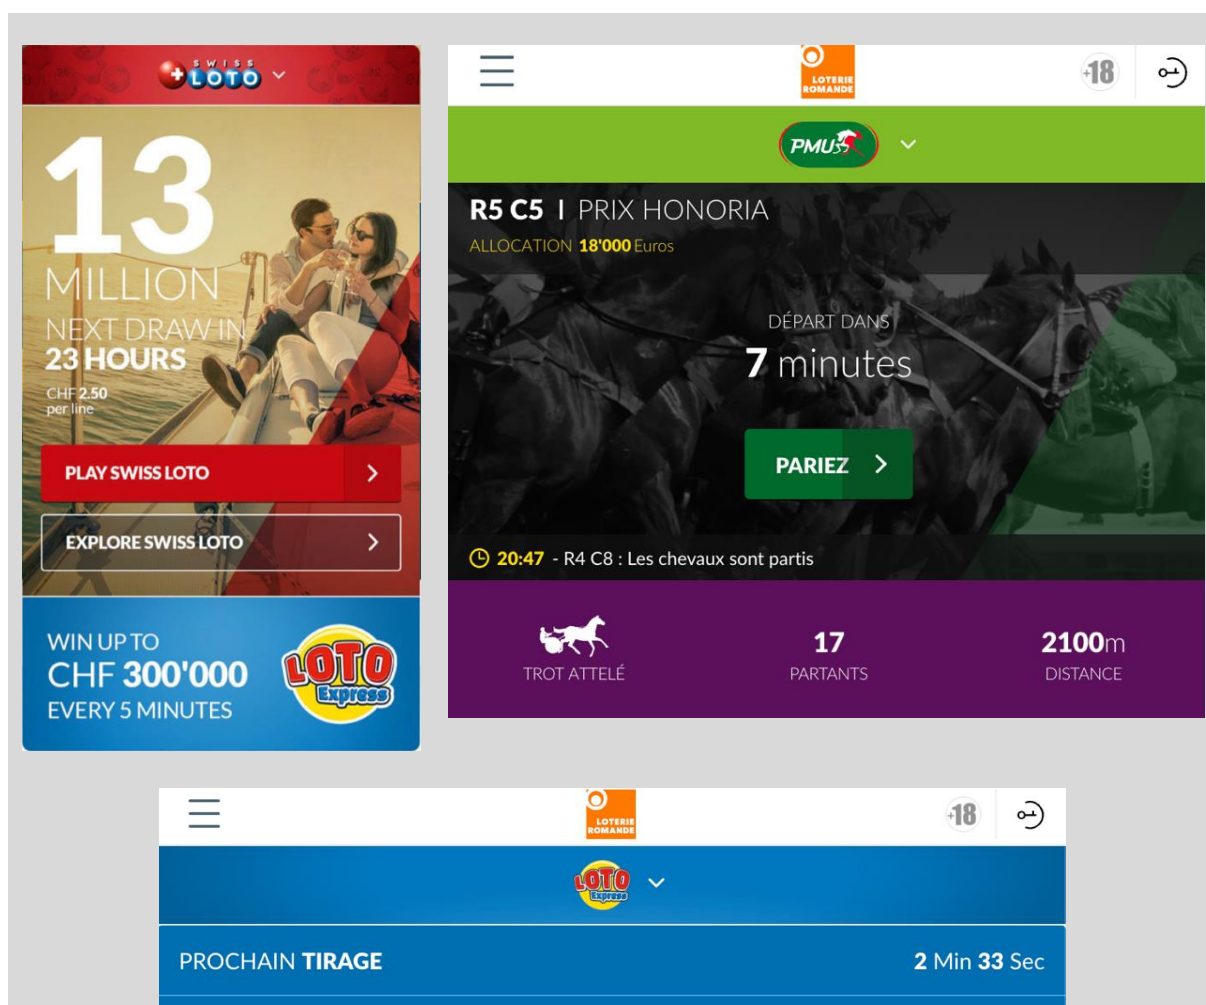 SWISS
LOTO
13
MILLION
NEXT DRAW IN
23 HOURS
CHF 2.50
per line
PLAY SWISS LOTO
EXPLORE SWISS LOTO
WIN UP TO
CHF 300'000
EVERY 5 MINUTES
LOTO
Express
LOTERIE
ROMANDE
+18
PMU
R5 C5 | PRIX HONORIA
ALLOCATION 18'000 Euros
DÉPART DANS
7 minutes
PARIEZ
20:47 - R4 C8 : Les chevaux sont partis
TROT ATTELÉ
17
PARTANTS
2100m
DISTANCE
LOTERIE
ROMANDE
+18
LOTO
Express
PROCHAIN TIRAGE
2 Min 33 Sec